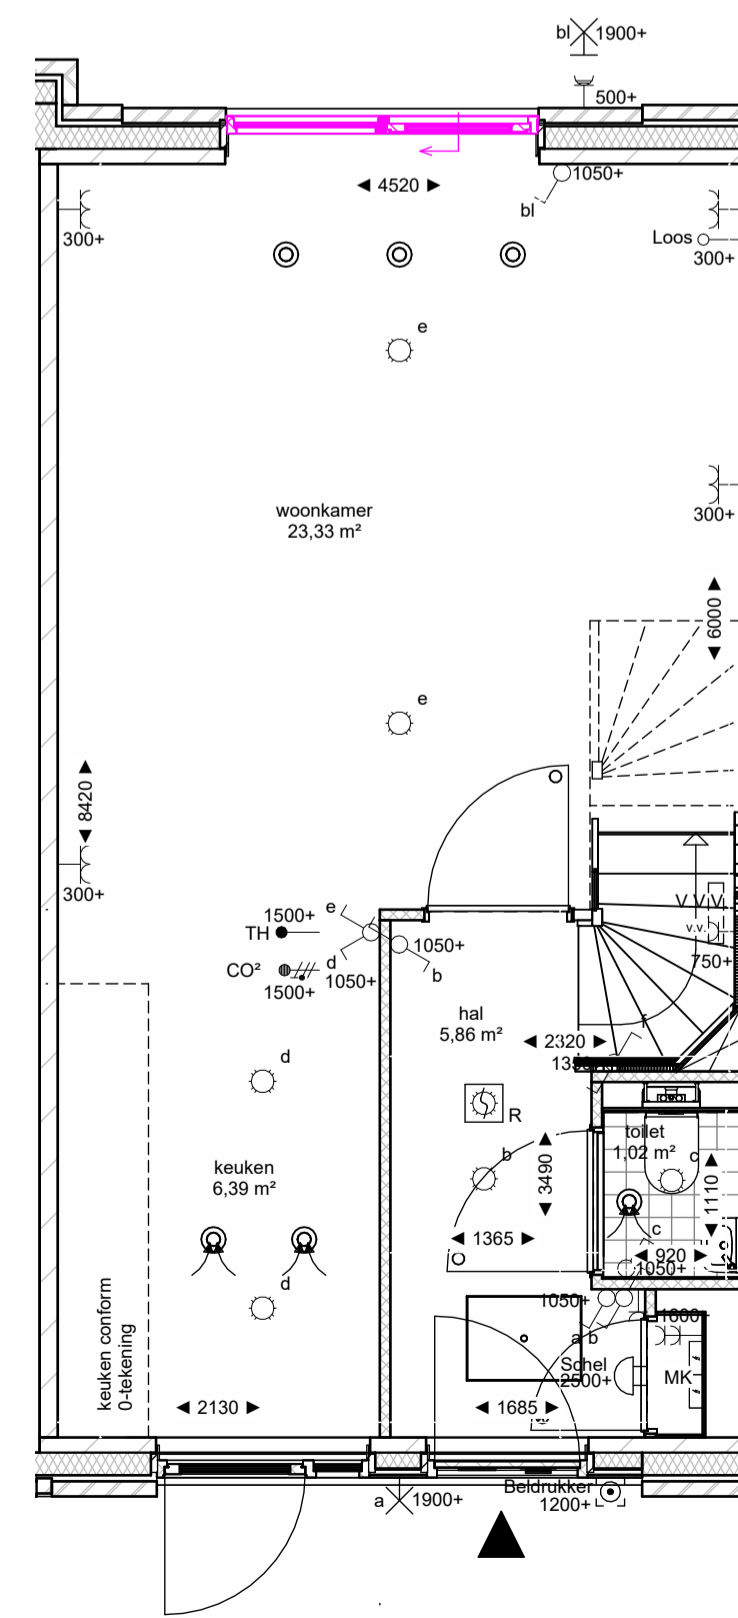 bl 1900+
500+
4520
1050+
bl
300+
Loos
300+
e
woonkamer
23,33 m²
300+
6000
e
8420
300+
V.V.V.
v.v.
750+
1500+
e
TH
1050+
CO²
d
1050+
b
1500+
hal
5,86 m²
f
2320
d
R
toilet
1,02 m²
c
b
3490
1110
keuken
6,39 m²
1365
c
920
1050+
d
keuken conform
0-tekening
1050+
1600+
a b
Schel
2500+
MK
2130
1685
a 1900+
Beldrukker
1200+